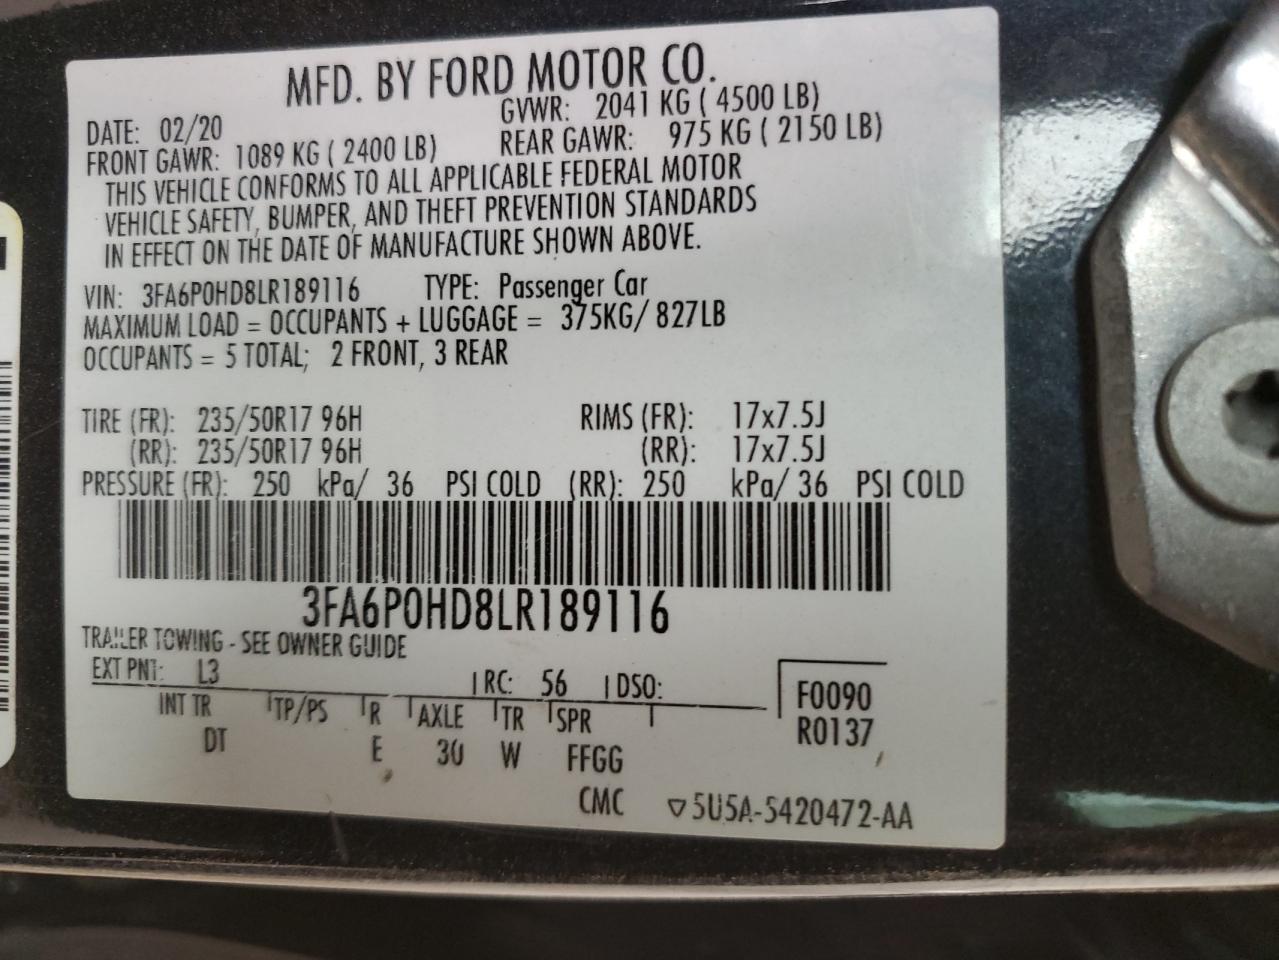 MFD. BY FORD MOTOR CO.
DATE: 02/20 GVWR: 2041 KG ( 4500 LB)
FRONT GAWR: 1089 KG ( 2400 LB) REAR GAWR: 975 KG ( 2150 LB)
THIS VEHICLE CONFORMS TO ALL APPLICABLE FEDERAL MOTOR
VEHICLE SAFETY, BUMPER, AND THEFT PREVENTION STANDARDS
IN EFFECT ON THE DATE OF MANUFACTURE SHOWN ABOVE.
VIN: 3FA6P0HD8LR189116 TYPE: Passenger Car
MAXIMUM LOAD = OCCUPANTS + LUGGAGE = 375KG/ 827LB
OCCUPANTS = 5 TOTAL; 2 FRONT, 3 REAR
TIRE (FR): 235/50R17 96H RIMS (FR): 17x7.5J
(RR): 235/50R17 96H (RR): 17x7.5J
PRESSURE (FR): 250 kPa/ 36 PSI COLD (RR): 250 kPa/ 36 PSI COLD
3FA6P0HD8LR189116
TRAILER TOWING - SEE OWNER GUIDE
EXT PNT: L3 RC: 56 DSO: F0090
INT TR TP/PS R AXLE TR SPR R0137
DT E 30 W FFGG
CMC ▽5U5A-5420472-AA